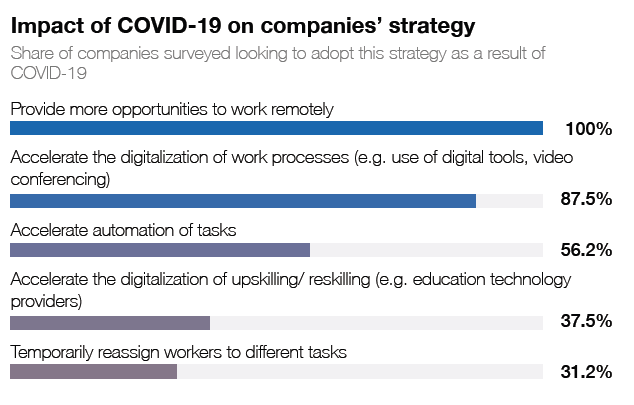 Impact of COVID-19 on companies’ strategy
Share of companies surveyed looking to adopt this strategy as a result of
COVID-19
Provide more opportunities to work remotely
100%
Accelerate the digitalization of work processes (e.g. use of digital tools, video
conferencing)
87.5%
Accelerate automation of tasks
56.2%
Accelerate the digitalization of upskilling/ reskilling (e.g. education technology
providers)
37.5%
Temporarily reassign workers to different tasks
31.2%